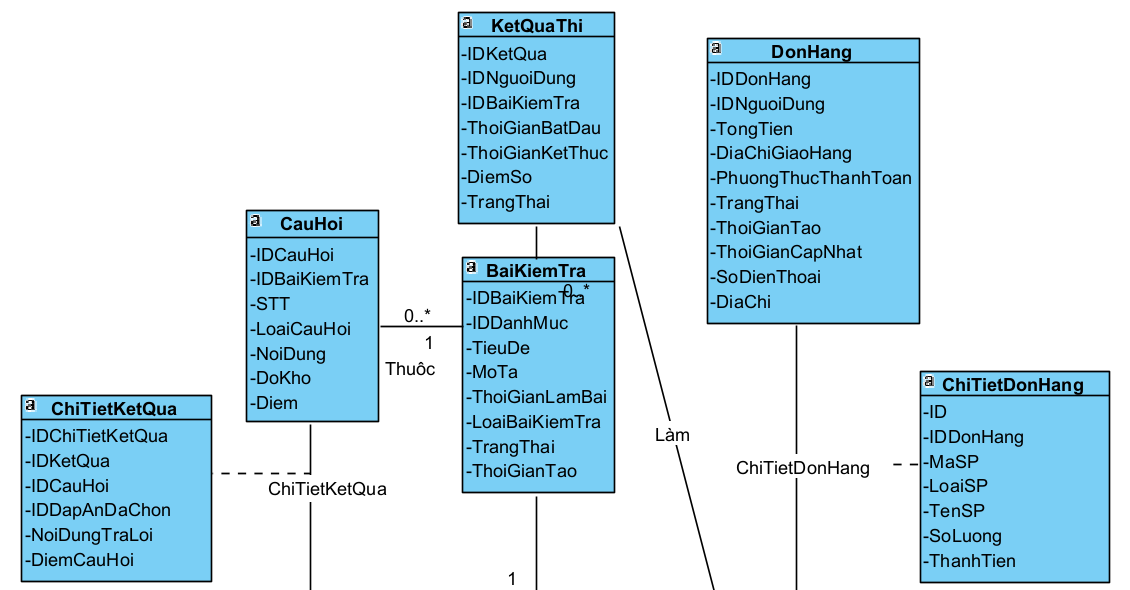 KetQuaThi
-IDKetQua
-IDNguoiDung
-IDBaiKiemTra
-ThoiGianBatDau
-ThoiGianKetThuc
-DiemSo
-TrangThai
DonHang
-IDDonHang
-IDNguoiDung
-TongTien
-DiaChiGiaoHang
-PhuongThucThanhToan
-TrangThai
-ThoiGianTao
-ThoiGianCapNhat
-SoDienThoai
-DiaChi
CauHoi
-IDCauHoi
-IDBaiKiemTra
-STT
-LoaiCauHoi
-NoiDung
-DoKho
-Diem
0..*
1
Thuôc
BaiKiemTra
0..*
-IDBaiKiemTra
-IDDanhMuc
-TieuDe
-MoTa
-ThoiGianLamBai
-LoaiBaiKiemTra
-TrangThai
-ThoiGianTao
ChiTietKetQua
-IDChiTietKetQua
-IDKetQua
-IDCauHoi
-IDDapAnDaChon
-NoiDungTraLoi
-DiemCauHoi
ChiTietKetQua
Làm
ChiTietDonHang
ChiTietDonHang
-ID
-IDDonHang
-MaSP
-LoaiSP
-TenSP
-SoLuong
-ThanhTien
1